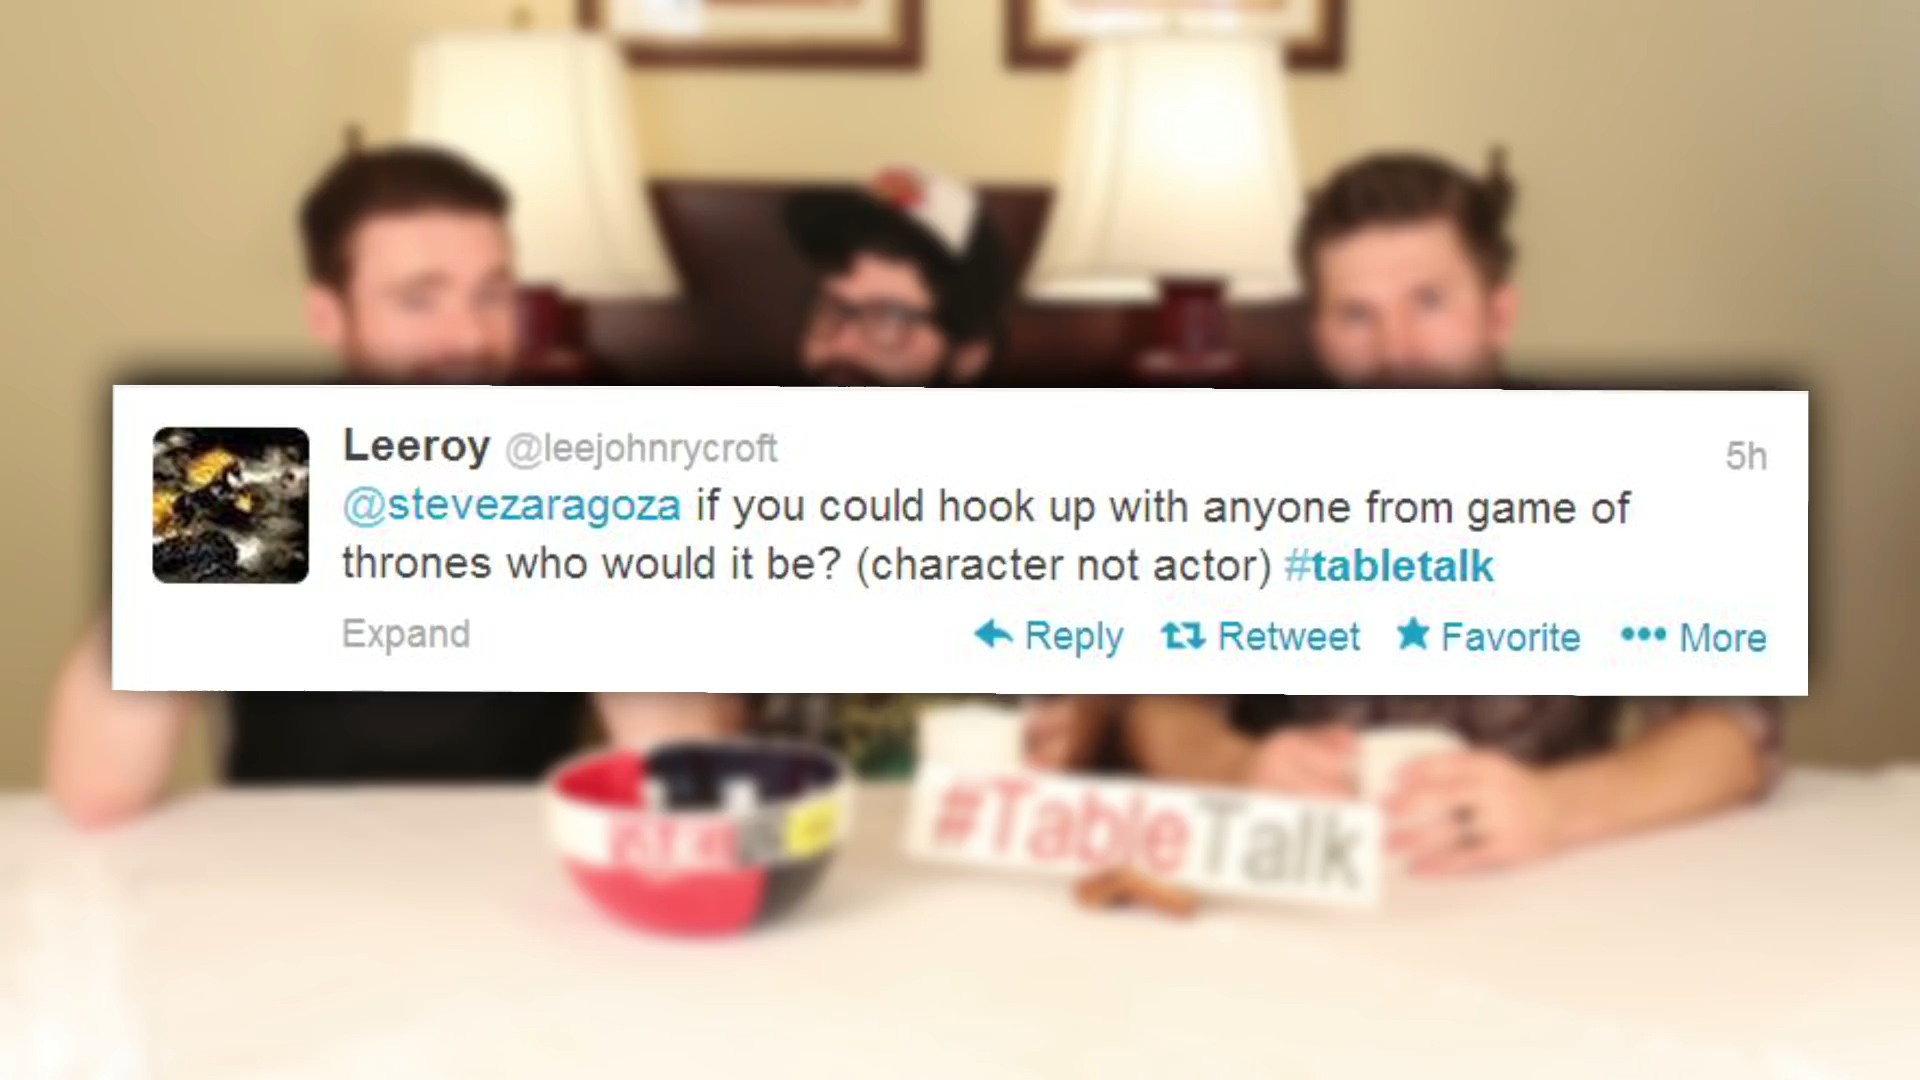 Leeroy @leejohnrycroft 5h
@stevezaragoza if you could hook up with anyone from game of
thrones who would it be? (character not actor) #tabletalk
Expand Reply Retweet Favorite More
#TableTalk